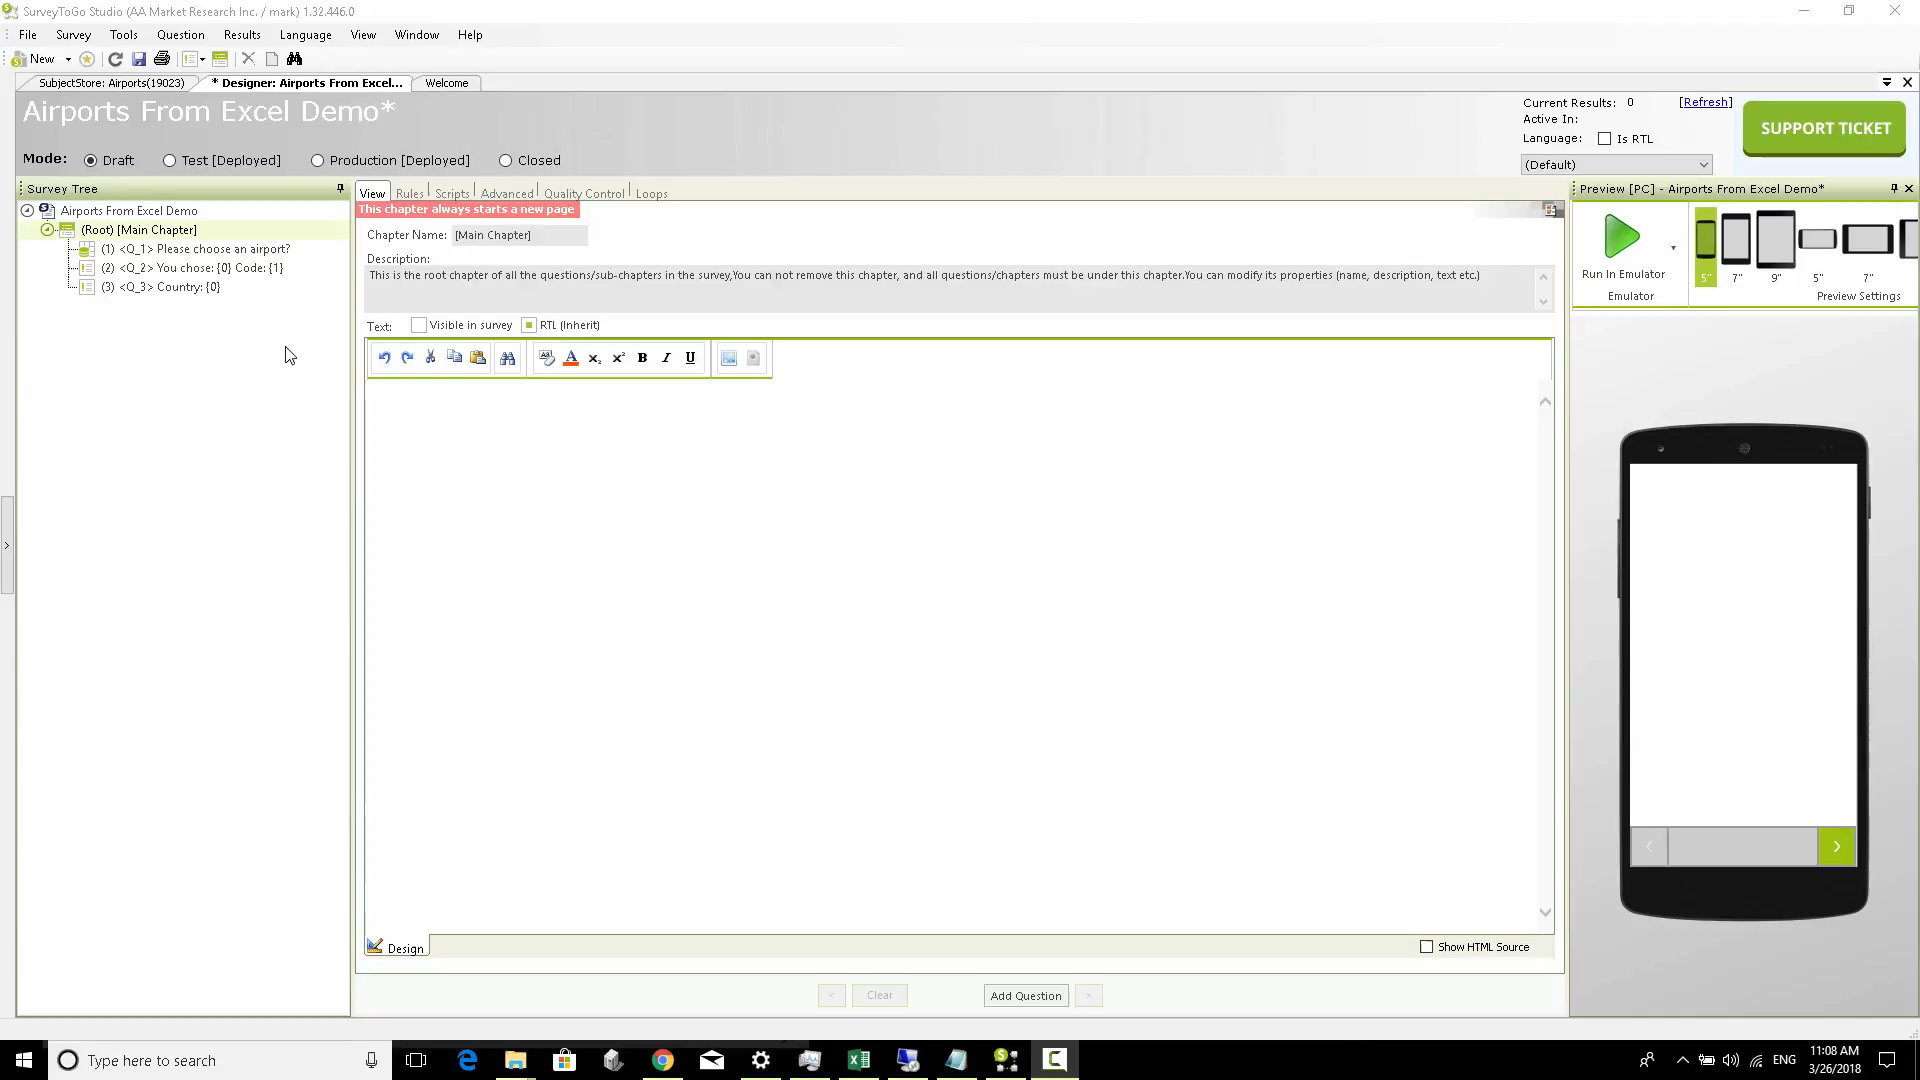 SurveyToGo Studio (AA Market Research Inc. / mark) 1.32.446.0
File Survey Tools Question Results Language View Window Help
New
SubjectStore: Airports(19023) * Designer: Airports From Excel... Welcome
Airports From Excel Demo*
Current Results: 0 [Refresh]
Active In:
Language: Is RTL
(Default)
SUPPORT TICKET
Mode: Draft Test [Deployed] Production [Deployed] Closed
Survey Tree
Airports From Excel Demo
(Root) [Main Chapter]
(1) <Q_1> Please choose an airport?
(2) <Q_2> You chose: {0} Code: {1}
(3) <Q_3> Country: {0}
View Rules Scripts Advanced Quality Control Loops
This chapter always starts a new page
Chapter Name: [Main Chapter]
Description:
This is the root chapter of all the questions/sub-chapters in the survey,You can not remove this chapter, and all questions/chapters must be under this chapter.You can modify its properties (name, description, text etc.)
Text: Visible in survey RTL (Inherit)
Design
Show HTML Source
< Clear Add Question >
Preview [PC] - Airports From Excel Demo*
Run In Emulator
5" 7" 9" 5" 7"
Emulator Preview Settings
Type here to search
ENG
11:08 AM
3/26/2018